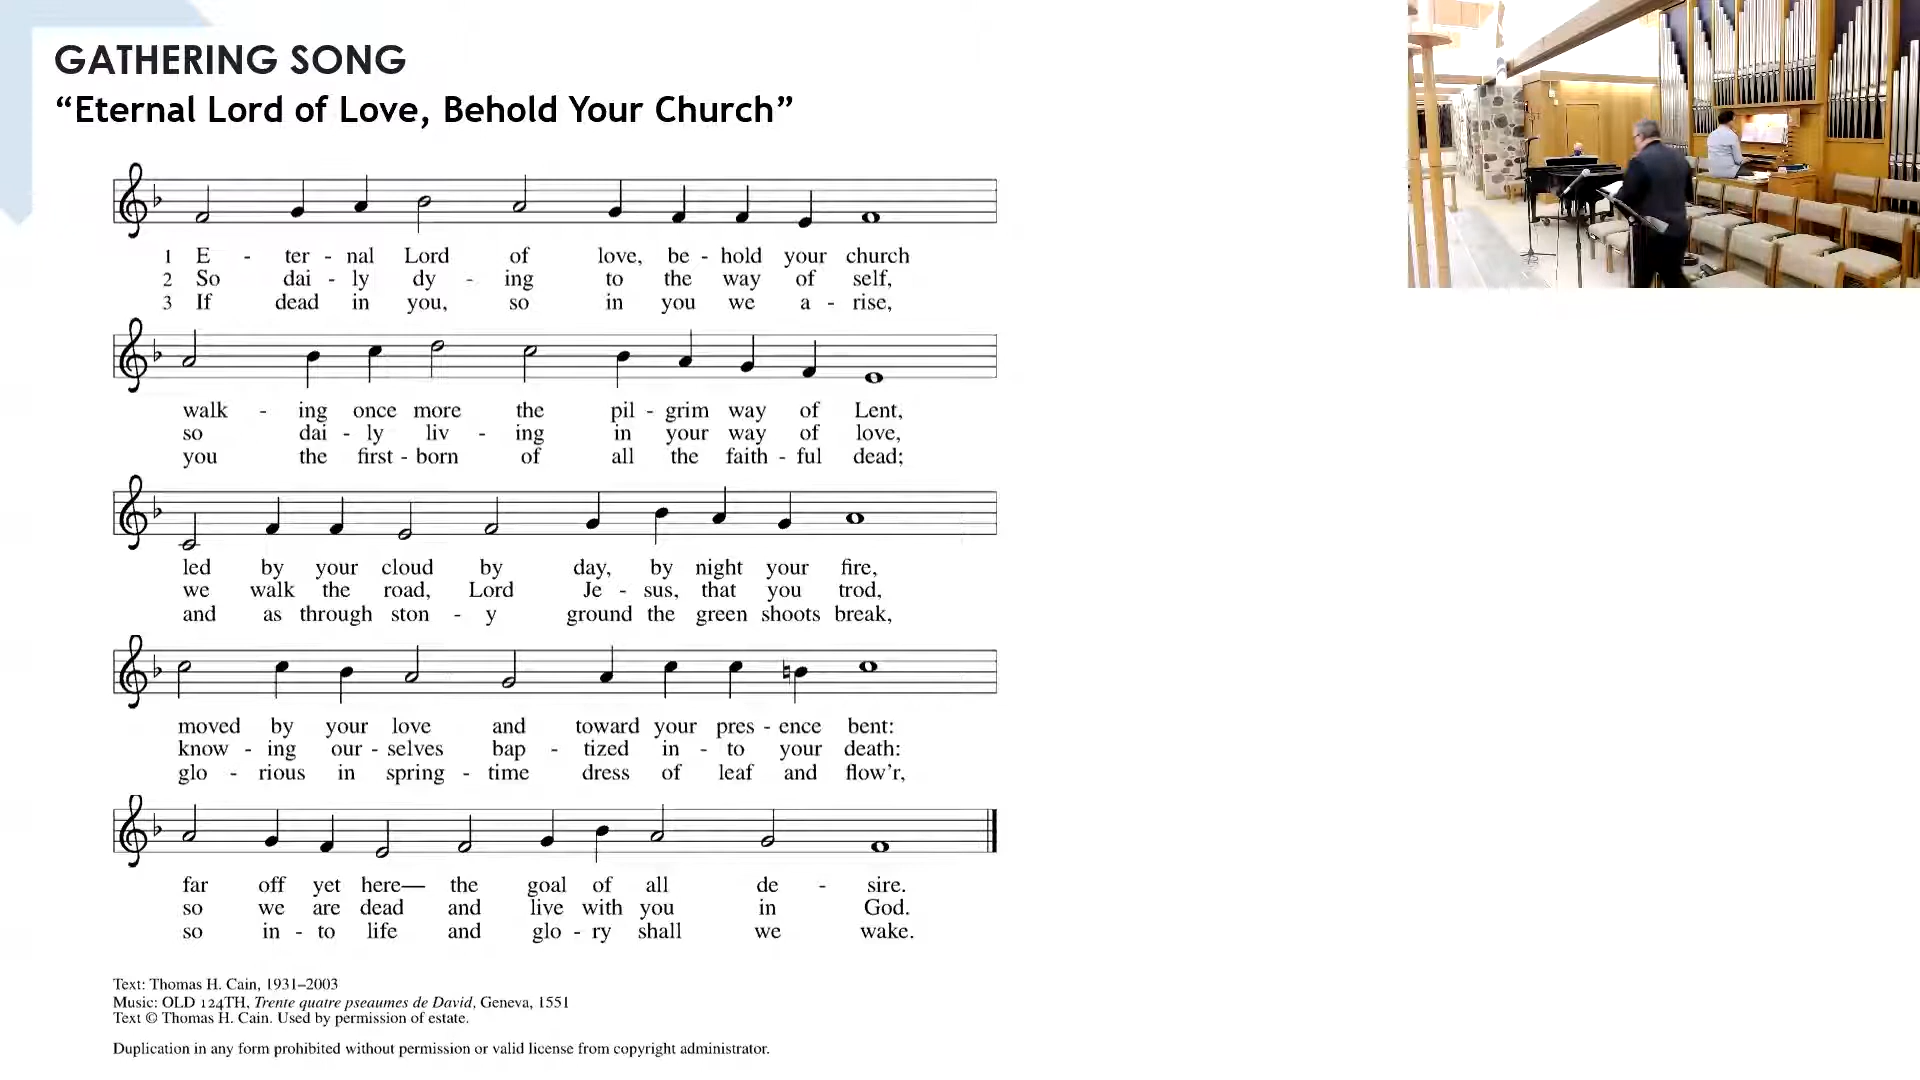 GATHERING SONG
“Eternal Lord of Love, Behold Your Church”
1 E - ter - nal Lord of love, be - hold your church
2 So dai - ly dy - ing to the way of self,
3 If dead in you, so in you we a - rise,
walk - ing once more the pil - grim way of Lent,
so dai - ly liv - ing in your way of love,
you the first - born of all the faith - ful dead;
led by your cloud by day, by night your fire,
we walk the road, Lord Je - sus, that you trod,
and as through ston - y ground the green shoots break,
moved by your love and toward your pres - ence bent:
know - ing our - selves bap - tized in - to your death:
glo - rious in spring - time dress of leaf and flow’r,
far off yet here— the goal of all de - sire.
so we are dead and live with you in God.
so in - to life and glo - ry shall we wake.
Text: Thomas H. Cain, 1931–2003
Music: OLD 124TH, Trente quatre pseaumes de David, Geneva, 1551
Text © Thomas H. Cain. Used by permission of estate.
Duplication in any form prohibited without permission or valid license from copyright administrator.